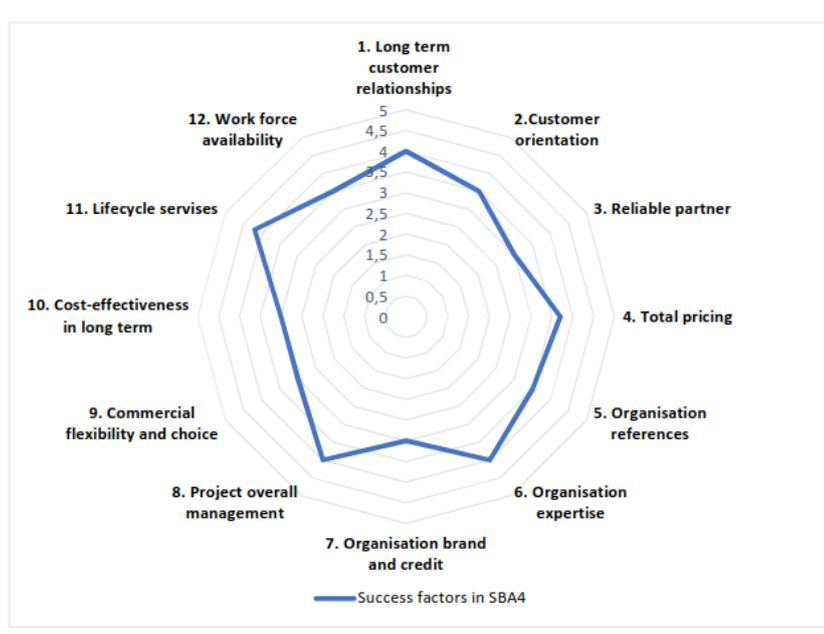 1. Long term
customer
relationships
2.Customer
orientation
3. Reliable partner
4. Total pricing
5. Organisation
references
6. Organisation
expertise
7. Organisation brand
and credit
8. Project overall
management
9. Commercial
flexibility and choice
10. Cost-effectiveness
in long term
11. Lifecycle servises
12. Work force
availability
5
4,5
4
3,5
3
2,5
2
1,5
1
0,5
0
Success factors in SBA4